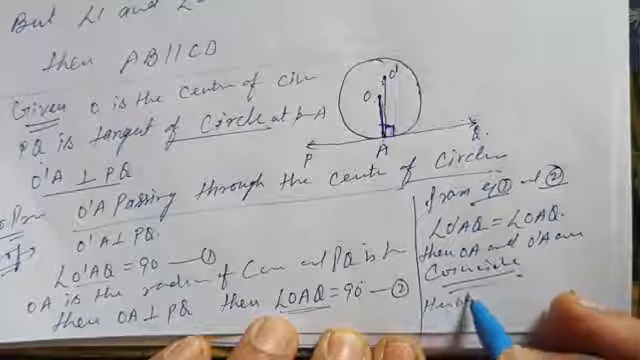 But ∠1 and ∠
then AB||CD
Given O is the centre of Cir
PQ is tangent of Circle at A
O'A ⊥ PQ
O'A Passing through the centre of Circle
O'A ⊥ PQ
∠O'AQ = 90 — ①
OA is the radius of and PQ is
then OA ⊥ PQ then ∠OAQ = 90° — ②
from eq ① and ②
∠O'AQ = ∠OAQ
then OA and O'A are
Coincide
O'
O
P
A
Q